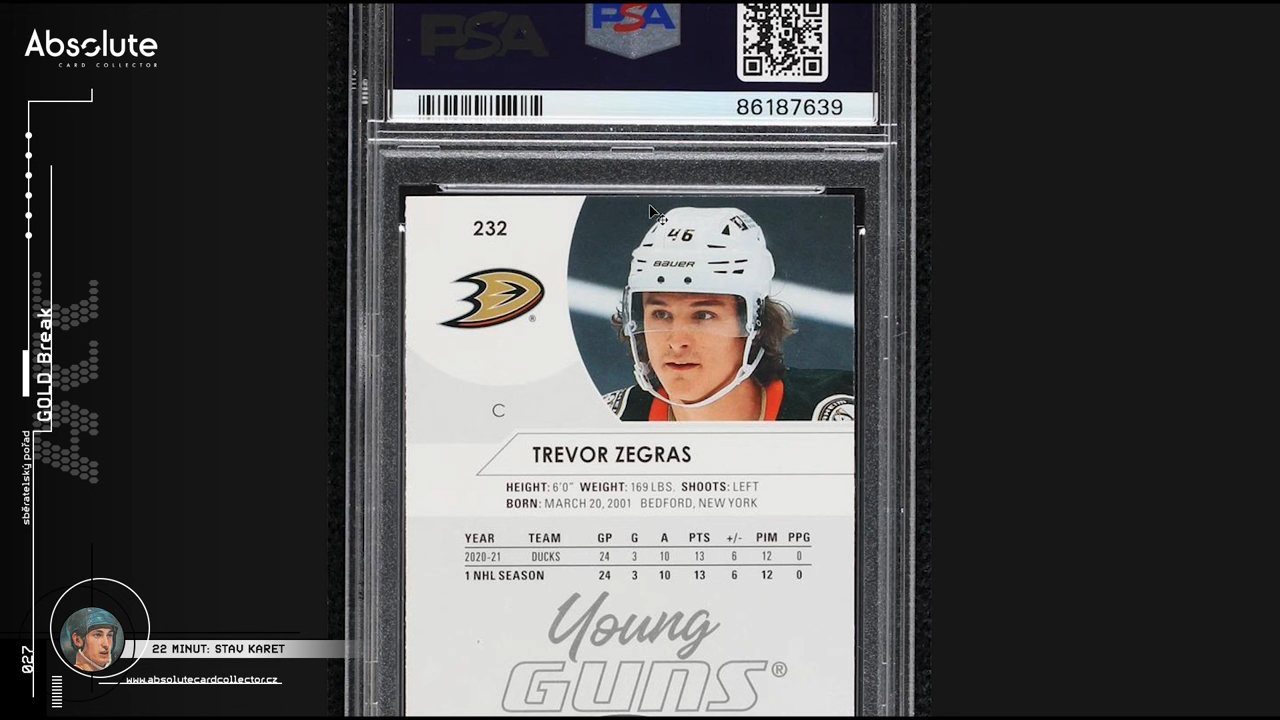 Absolute
CARD COLLECTOR
GOLD Break
sběratelský pořad
027
22 MINUT: STAV KARET
www.absolutecardcollector.cz
PSA
PSA
86187639
232
46
BAUER
C
TREVOR ZEGRAS
HEIGHT: 6'0" WEIGHT: 169 LBS. SHOOTS: LEFT
BORN: MARCH 20, 2001 BEDFORD, NEW YORK
YEAR TEAM GP G A PTS +/- PIM PPG
2020-21 DUCKS 24 3 10 13 6 12 0
1 NHL SEASON 24 3 10 13 6 12 0
Young
GUNS®